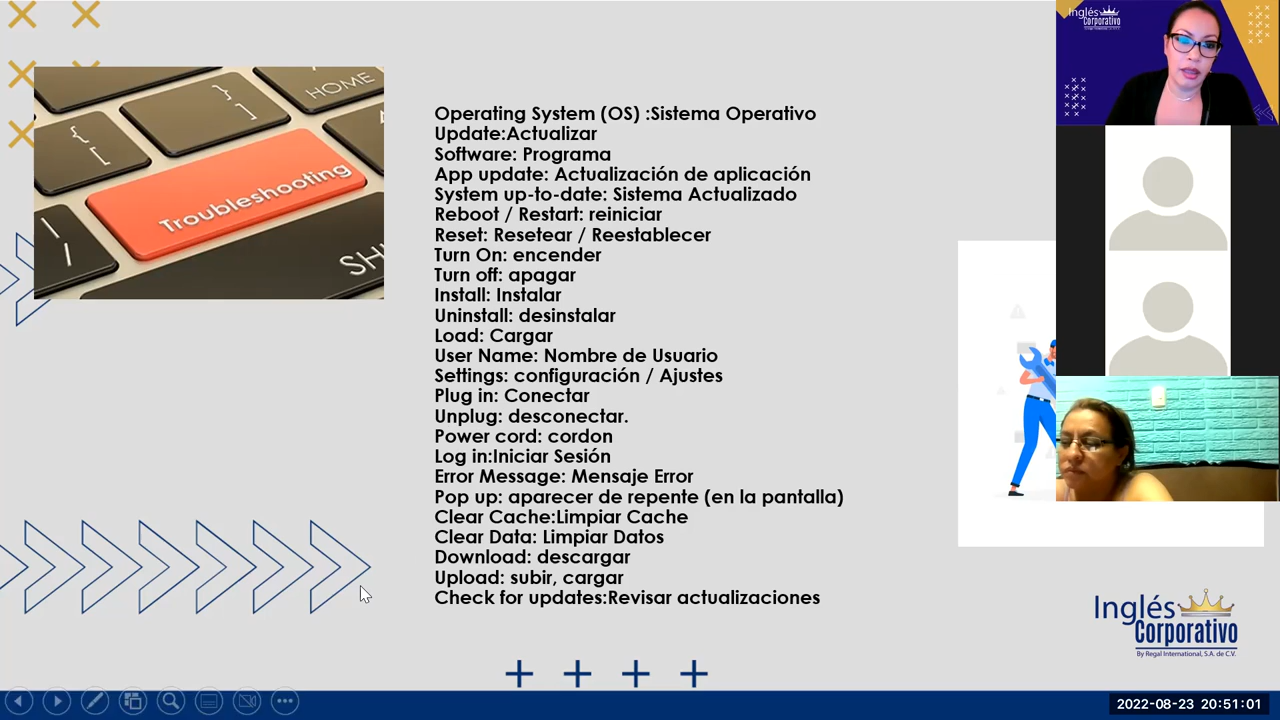 HOME
}
]
{
[
Troubleshooting
\
/
SH
Operating System (OS) :Sistema Operativo
Update:Actualizar
Software: Programa
App update: Actualización de aplicación
System up-to-date: Sistema Actualizado
Reboot / Restart: reiniciar
Reset: Resetear / Reestablecer
Turn On: encender
Turn off: apagar
Install: Instalar
Uninstall: desinstalar
Load: Cargar
User Name: Nombre de Usuario
Settings: configuración / Ajustes
Plug in: Conectar
Unplug: desconectar.
Power cord: cordon
Log in:Iniciar Sesión
Error Message: Mensaje Error
Pop up: aparecer de repente (en la pantalla)
Clear Cache:Limpiar Cache
Clear Data: Limpiar Datos
Download: descargar
Upload: subir, cargar
Check for updates:Revisar actualizaciones
Inglés
Corporativo
Inglés
Corporativo
By Regal International, S.A. de C.V.
2022-08-23 20:51:01